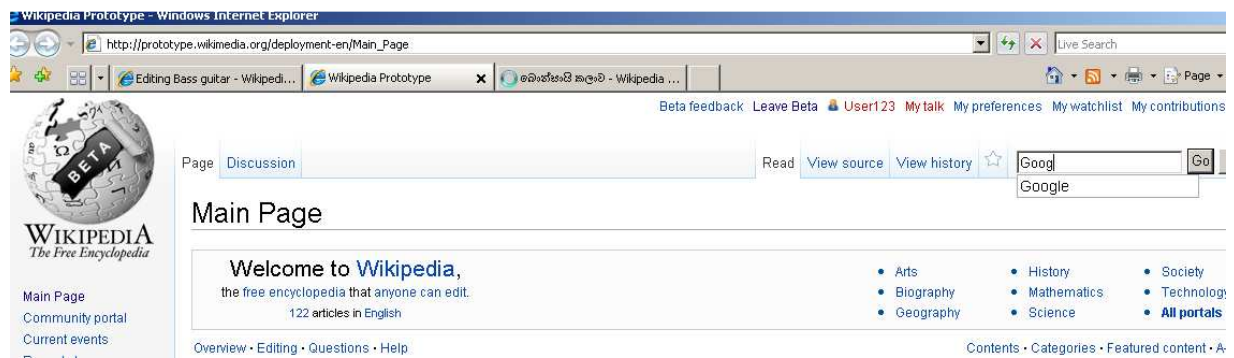 Wikipedia Prototype - Windows Internet Explorer
http://prototype.wikimedia.org/deployment-en/Main_Page
Live Search
Editing Bass guitar - Wikipedi...
Wikipedia Prototype
බොත්සංයි කලාව - Wikipedia ...
Page
Beta feedback Leave Beta User123 My talk My preferences My watchlist My contributions
BETA
Page Discussion
Read View source View history
Goog
Go
Google
WIKIPEDIA
The Free Encyclopedia
Main Page
Welcome to Wikipedia,
the free encyclopedia that anyone can edit.
122 articles in English
Arts
Biography
Geography
History
Mathematics
Science
Society
Technology
All portals
Main Page
Community portal
Current events
Overview · Editing · Questions · Help
Contents · Categories · Featured content · A-